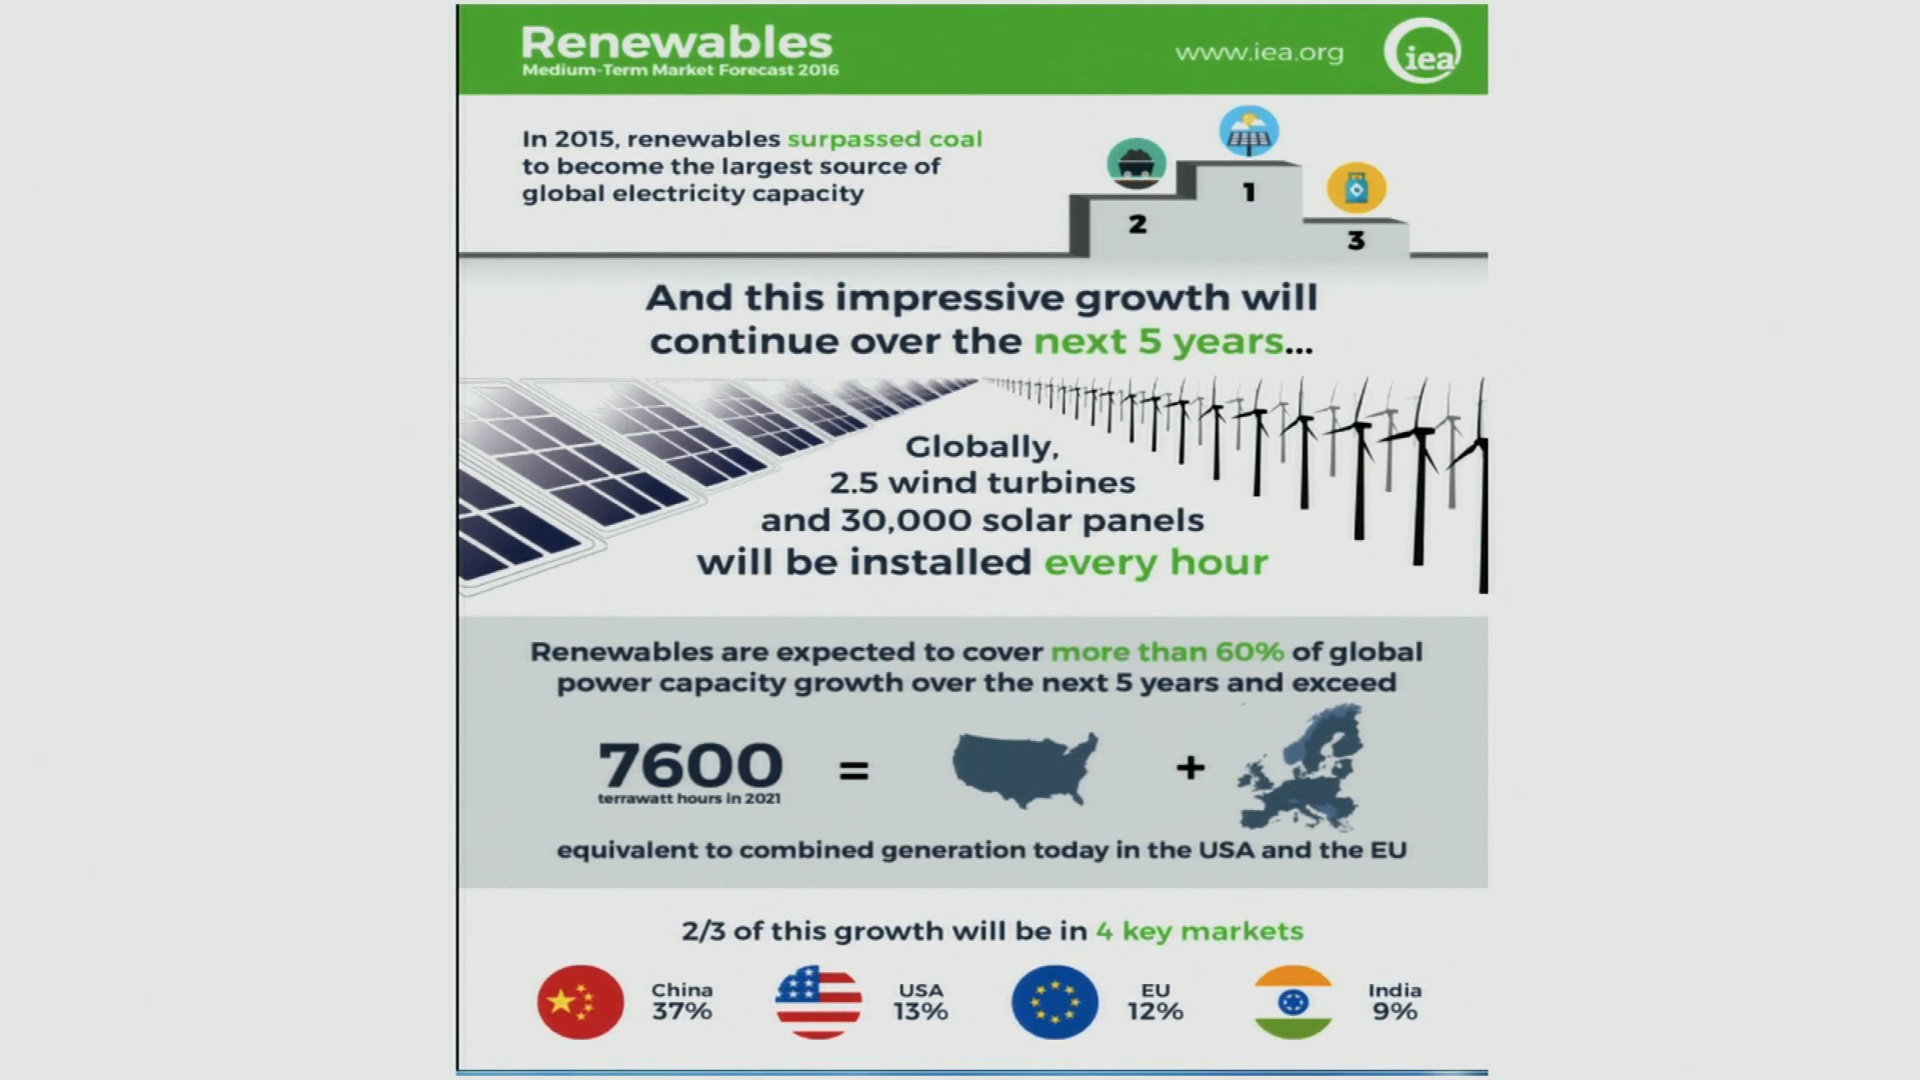 Renewables
Medium-Term Market Forecast 2016
www.iea.org
iea
In 2015, renewables surpassed coal
to become the largest source of
global electricity capacity
1
2
3
And this impressive growth will
continue over the next 5 years...
Globally,
2.5 wind turbines
and 30,000 solar panels
will be installed every hour
Renewables are expected to cover more than 60% of global
power capacity growth over the next 5 years and exceed
7600 = +
terrawatt hours in 2021
equivalent to combined generation today in the USA and the EU
2/3 of this growth will be in 4 key markets
China
37%
USA
13%
EU
12%
India
9%